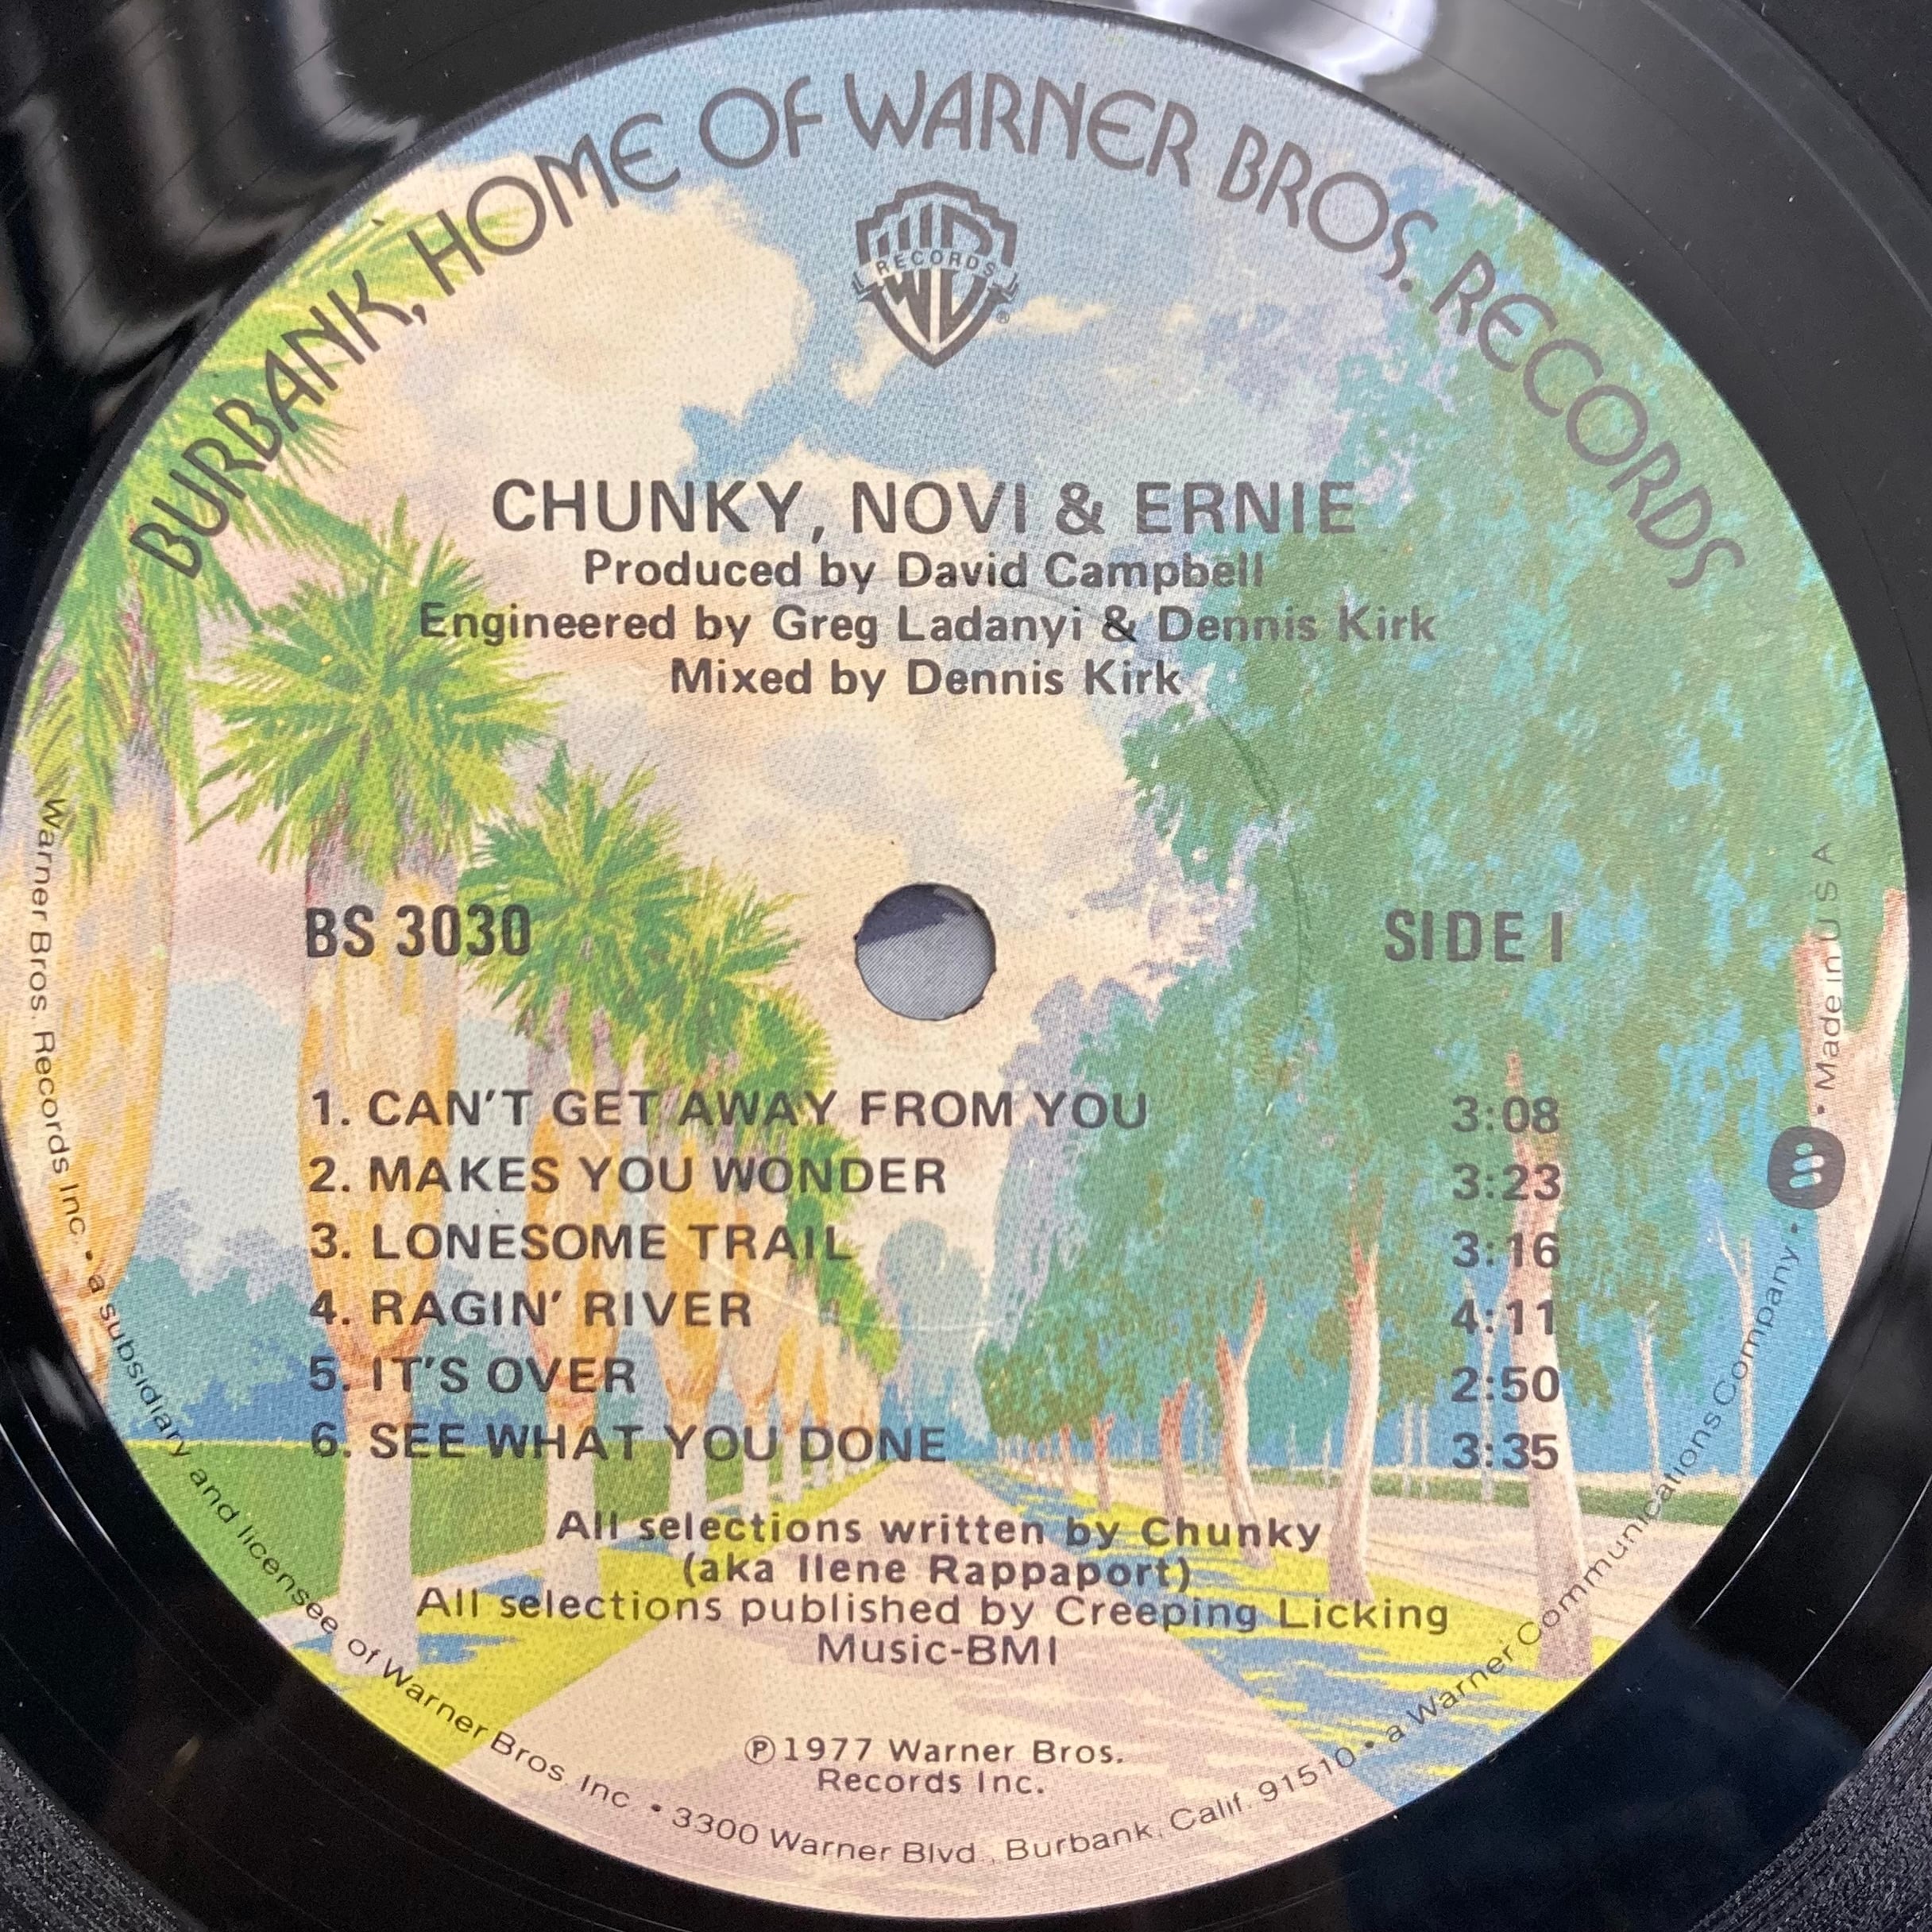 BURBANK, HOME OF WARNER BROS. RECORDS
RECORDS
WB
®
CHUNKY, NOVI & ERNIE
Produced by David Campbell
Engineered by Greg Ladanyi & Dennis Kirk
Mixed by Dennis Kirk
BS 3030
SIDE 1
1. CAN'T GET AWAY FROM YOU 3:08
2. MAKES YOU WONDER 3:23
3. LONESOME TRAIL 3:16
4. RAGIN' RIVER 4:11
5. IT'S OVER 2:50
6. SEE WHAT YOU DONE 3:35
All selections written by Chunky
(aka Ilene Rappaport)
All selections published by Creeping Licking
Music-BMI
℗1977 Warner Bros.
Records Inc.
Warner Bros. Records Inc. • a subsidiary and licensee of Warner Bros. Inc. • 3300 Warner Blvd., Burbank, Calif. 91510 • a Warner Communications Company • • Made in U S A